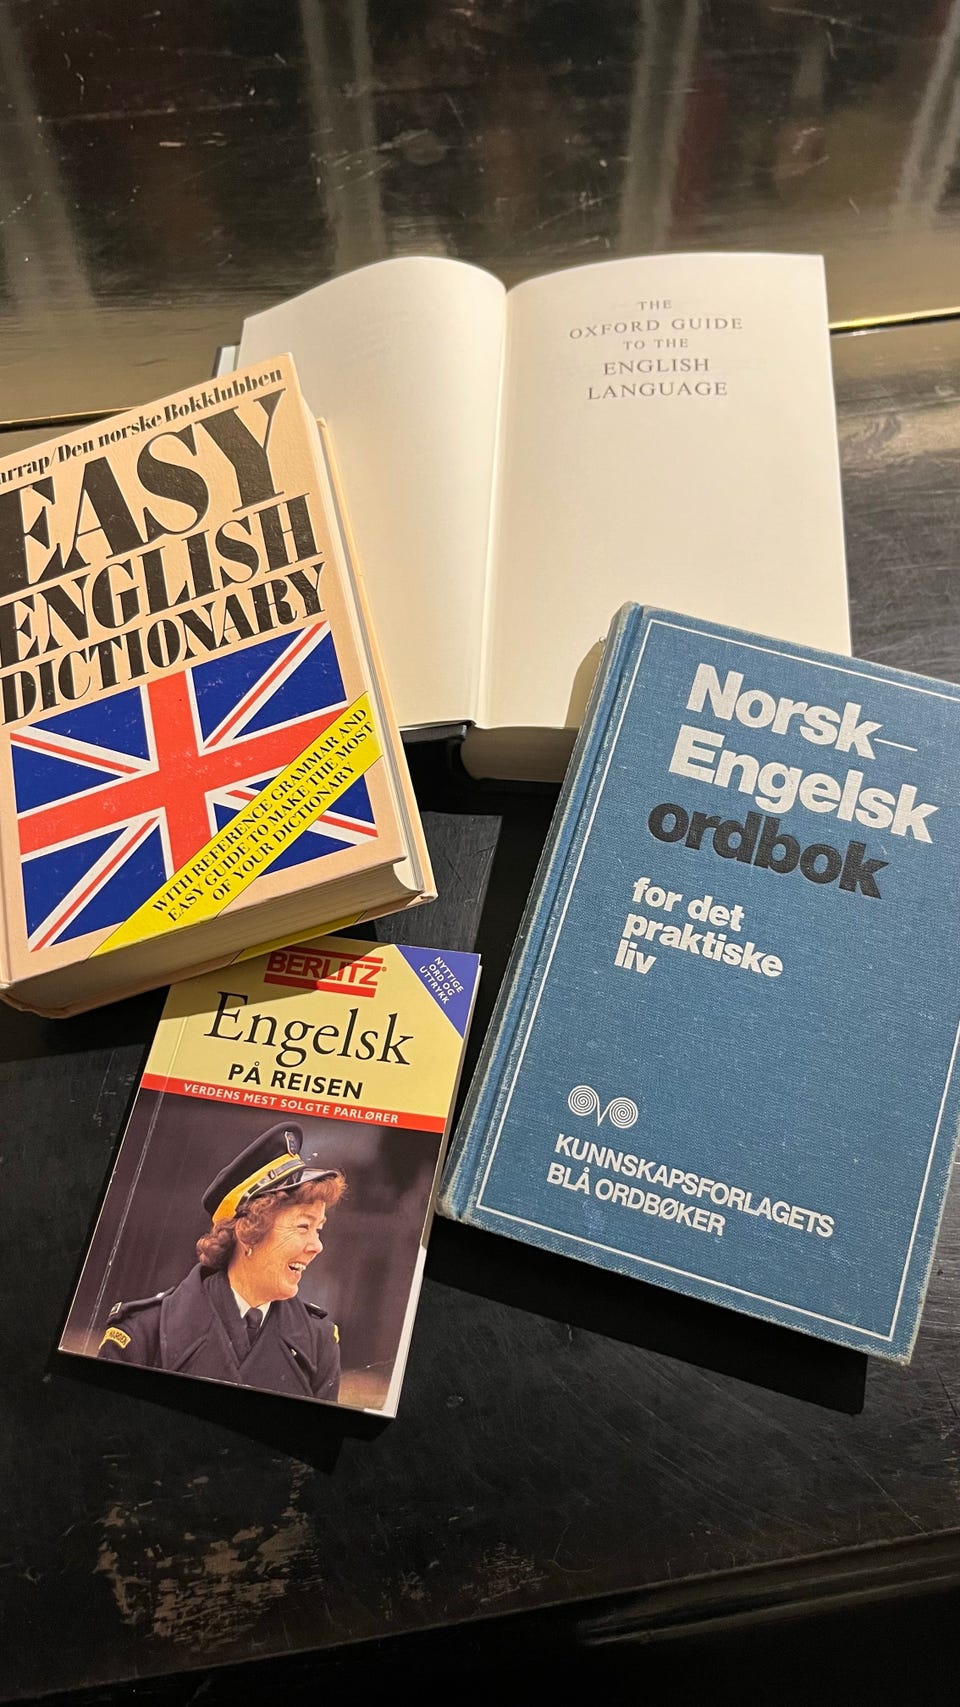 THE
OXFORD GUIDE
TO THE
ENGLISH
LANGUAGE
arrap/Den norske Bokklubben
EASY
ENGLISH
DICTIONARY
WITH REFERENCE GRAMMAR AND
EASY GUIDE TO MAKE THE MOST
OF YOUR DICTIONARY
Norsk–
Engelsk
ordbok
for det
praktiske
liv
KUNNSKAPSFORLAGETS
BLÅ ORDBØKER
BERLITZ®
NYTTIGE
ORD OG
UTTRYKK
Engelsk
PÅ REISEN
VERDENS MEST SOLGTE PARLØRER
WARDEN